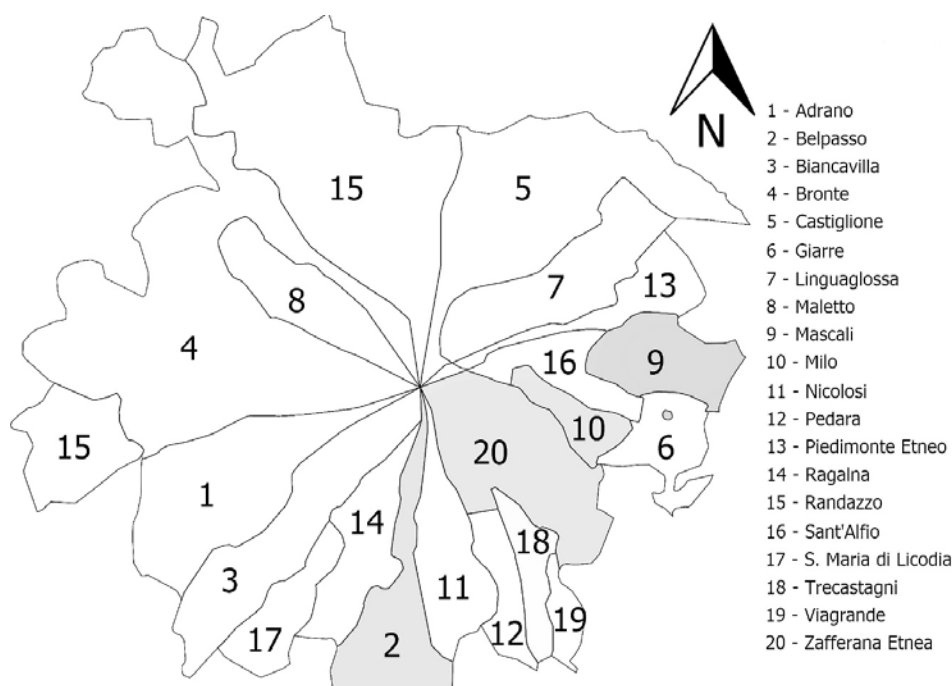 N
1 - Adrano
2 - Belpasso
3 - Biancavilla
4 - Bronte
5 - Castiglione
6 - Giarre
7 - Linguaglossa
8 - Maletto
9 - Mascali
10 - Milo
11 - Nicolosi
12 - Pedara
13 - Piedimonte Etneo
14 - Ragalna
15 - Randazzo
16 - Sant'Alfio
17 - S. Maria di Licodia
18 - Trecastagni
19 - Viagrande
20 - Zafferana Etnea
15
5
7
13
8
4
16
9
10
6
15
20
1
14
18
3
11
17
2
12
19